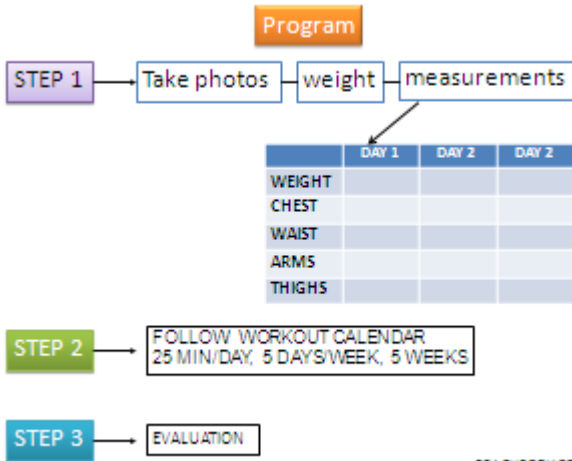 Program
STEP 1 Take photos weight measurements
DAY 1 DAY 2 DAY 2
WEIGHT
CHEST
WAIST
ARMS
THIGHS
STEP 2 FOLLOW WORKOUT CALENDAR
25 MIN/DAY, 5 DAYS/WEEK, 5 WEEKS
STEP 3 EVALUATION